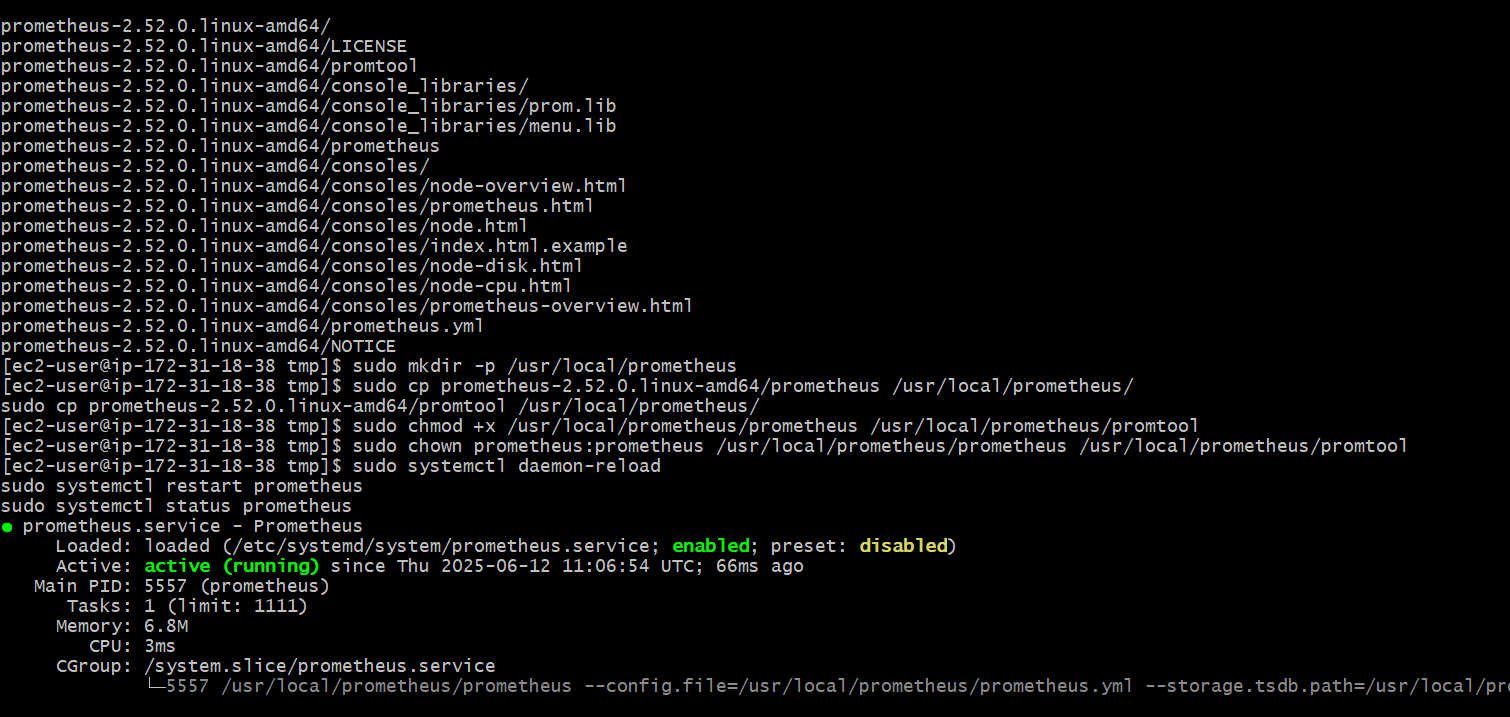 prometheus-2.52.0.linux-amd64/
prometheus-2.52.0.linux-amd64/LICENSE
prometheus-2.52.0.linux-amd64/promtool
prometheus-2.52.0.linux-amd64/console_libraries/
prometheus-2.52.0.linux-amd64/console_libraries/prom.lib
prometheus-2.52.0.linux-amd64/console_libraries/menu.lib
prometheus-2.52.0.linux-amd64/prometheus
prometheus-2.52.0.linux-amd64/consoles/
prometheus-2.52.0.linux-amd64/consoles/node-overview.html
prometheus-2.52.0.linux-amd64/consoles/prometheus.html
prometheus-2.52.0.linux-amd64/consoles/node.html
prometheus-2.52.0.linux-amd64/consoles/index.html.example
prometheus-2.52.0.linux-amd64/consoles/node-disk.html
prometheus-2.52.0.linux-amd64/consoles/node-cpu.html
prometheus-2.52.0.linux-amd64/consoles/prometheus-overview.html
prometheus-2.52.0.linux-amd64/prometheus.yml
prometheus-2.52.0.linux-amd64/NOTICE
[ec2-user@ip-172-31-18-38 tmp]$ sudo mkdir -p /usr/local/prometheus
[ec2-user@ip-172-31-18-38 tmp]$ sudo cp prometheus-2.52.0.linux-amd64/prometheus /usr/local/prometheus/
sudo cp prometheus-2.52.0.linux-amd64/promtool /usr/local/prometheus/
[ec2-user@ip-172-31-18-38 tmp]$ sudo chmod +x /usr/local/prometheus/prometheus /usr/local/prometheus/promtool
[ec2-user@ip-172-31-18-38 tmp]$ sudo chown prometheus:prometheus /usr/local/prometheus/prometheus /usr/local/prometheus/promtool
[ec2-user@ip-172-31-18-38 tmp]$ sudo systemctl daemon-reload
sudo systemctl restart prometheus
sudo systemctl status prometheus
● prometheus.service - Prometheus
Loaded: loaded (/etc/systemd/system/prometheus.service; enabled; preset: disabled)
Active: active (running) since Thu 2025-06-12 11:06:54 UTC; 66ms ago
Main PID: 5557 (prometheus)
Tasks: 1 (limit: 1111)
Memory: 6.8M
CPU: 3ms
CGroup: /system.slice/prometheus.service
└─5557 /usr/local/prometheus/prometheus --config.file=/usr/local/prometheus/prometheus.yml --storage.tsdb.path=/usr/local/pro